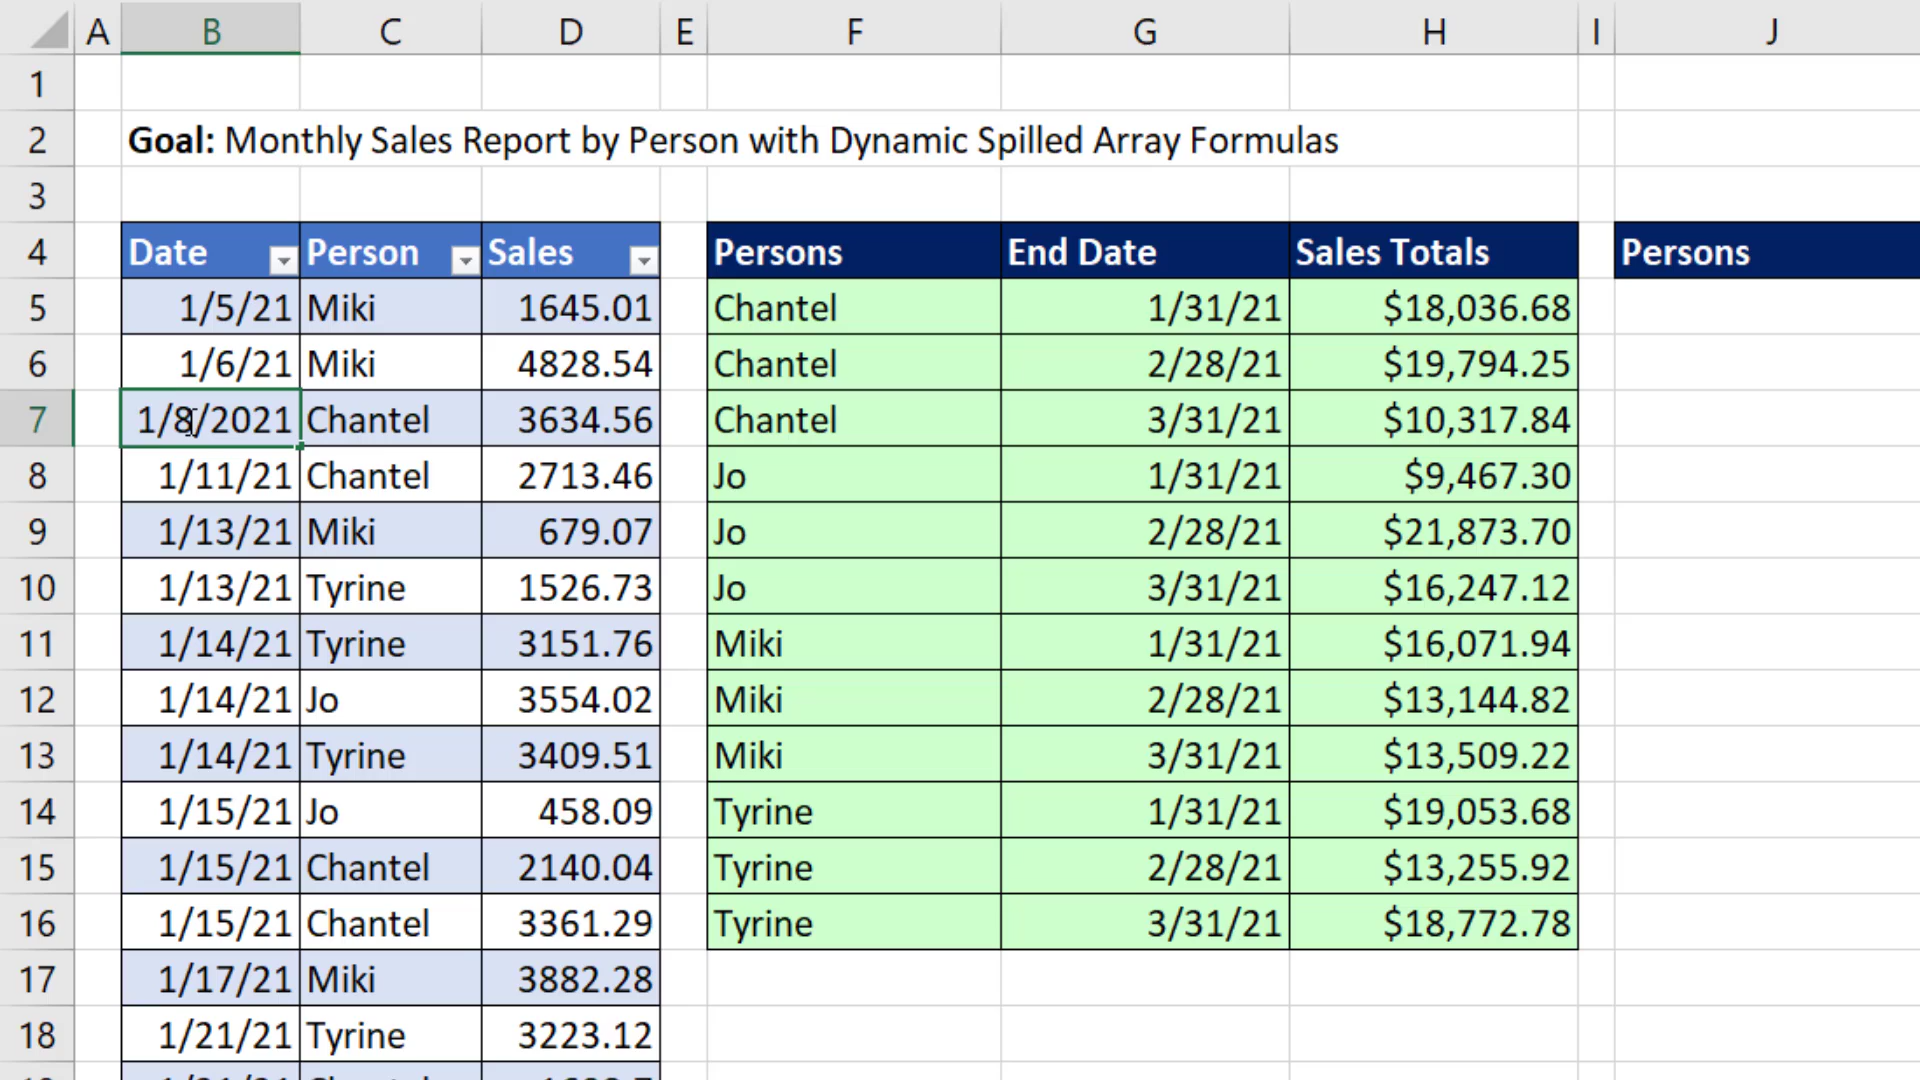 A B C D E F G H I J
1
2 Goal: Monthly Sales Report by Person with Dynamic Spilled Array Formulas
3
4 Date Person Sales Persons End Date Sales Totals Persons
5 1/5/21 Miki 1645.01 Chantel 1/31/21 $18,036.68
6 1/6/21 Miki 4828.54 Chantel 2/28/21 $19,794.25
7 1/8/2021 Chantel 3634.56 Chantel 3/31/21 $10,317.84
8 1/11/21 Chantel 2713.46 Jo 1/31/21 $9,467.30
9 1/13/21 Miki 679.07 Jo 2/28/21 $21,873.70
10 1/13/21 Tyrine 1526.73 Jo 3/31/21 $16,247.12
11 1/14/21 Tyrine 3151.76 Miki 1/31/21 $16,071.94
12 1/14/21 Jo 3554.02 Miki 2/28/21 $13,144.82
13 1/14/21 Tyrine 3409.51 Miki 3/31/21 $13,509.22
14 1/15/21 Jo 458.09 Tyrine 1/31/21 $19,053.68
15 1/15/21 Chantel 2140.04 Tyrine 2/28/21 $13,255.92
16 1/15/21 Chantel 3361.29 Tyrine 3/31/21 $18,772.78
17 1/17/21 Miki 3882.28
18 1/21/21 Tyrine 3223.12